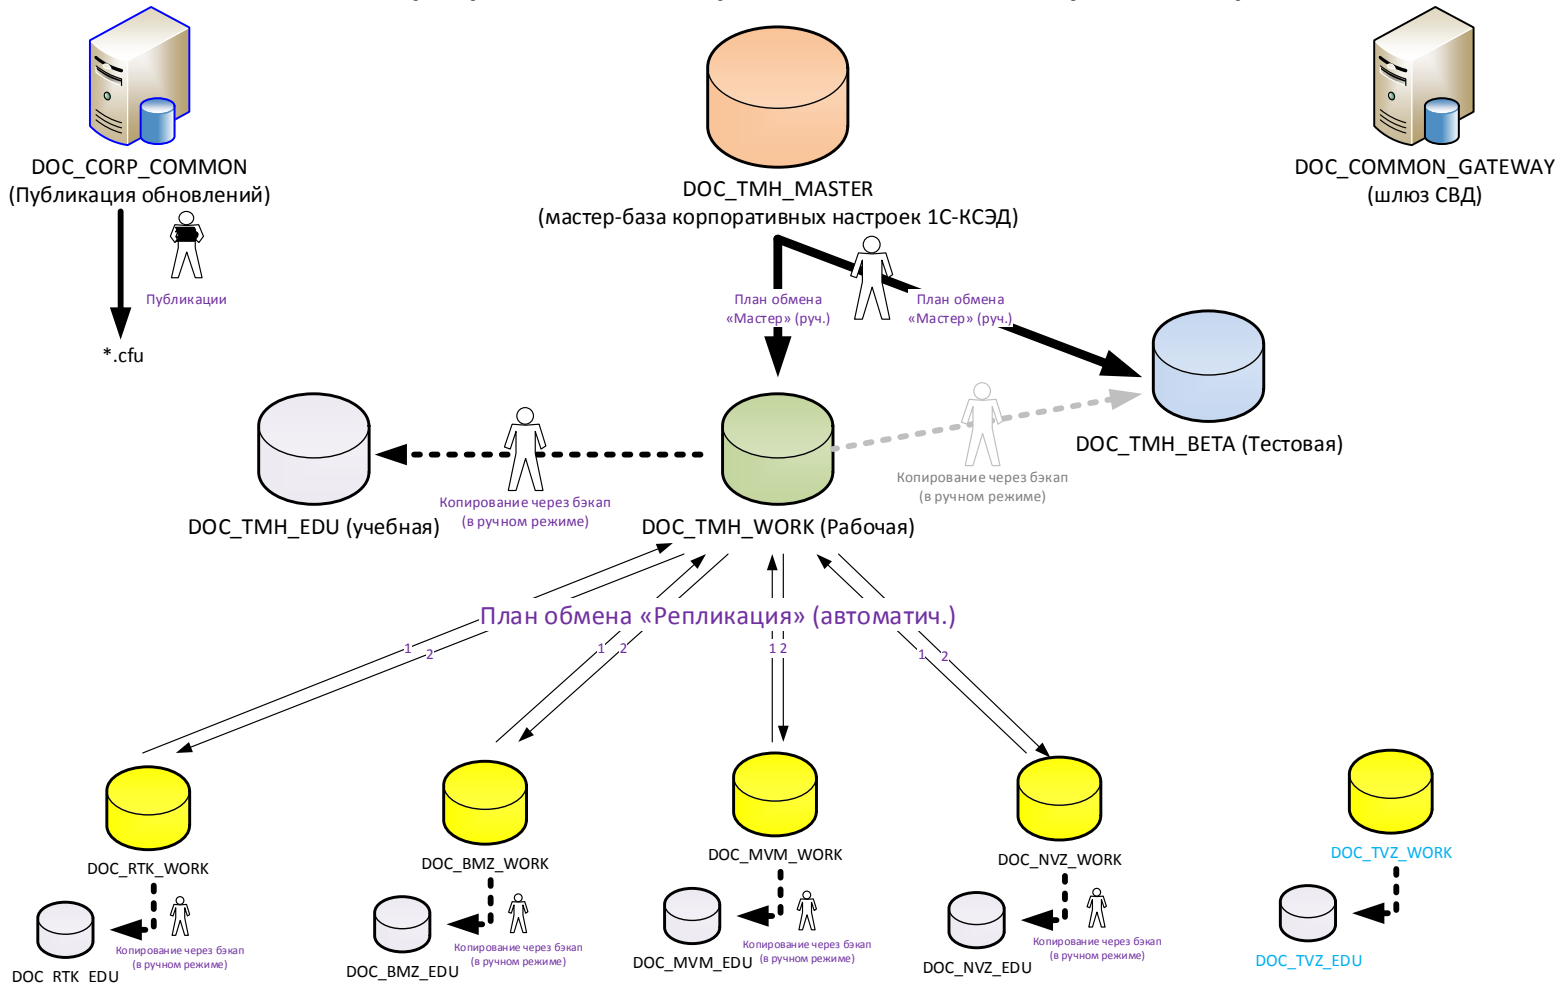 DOC_CORP_COMMON
(Публикация обновлений)
DOC_TMH_MASTER
(мастер-база корпоративных настроек 1С-КСЭД)
DOC_COMMON_GATEWAY
(шлюз СВД)
Публикации
*.cfu
План обмена
«Мастер» (руч.)
План обмена
«Мастер» (руч.)
DOC_TMH_BETA (Тестовая)
Копирование через бэкап
(в ручном режиме)
Копирование через бэкап
(в ручном режиме)
DOC_TMH_EDU (учебная)
DOC_TMH_WORK (Рабочая)
План обмена «Репликация» (автоматич.)
1
2
1
2
1
2
1
2
DOC_RTK_WORK
DOC_BMZ_WORK
DOC_MVM_WORK
DOC_NVZ_WORK
DOC_TVZ_WORK
Копирование через бэкап
(в ручном режиме)
DOC_RTK_EDU
Копирование через бэкап
(в ручном режиме)
DOC_BMZ_EDU
Копирование через бэкап
(в ручном режиме)
DOC_MVM_EDU
Копирование через бэкап
(в ручном режиме)
DOC_NVZ_EDU
DOC_TVZ_EDU